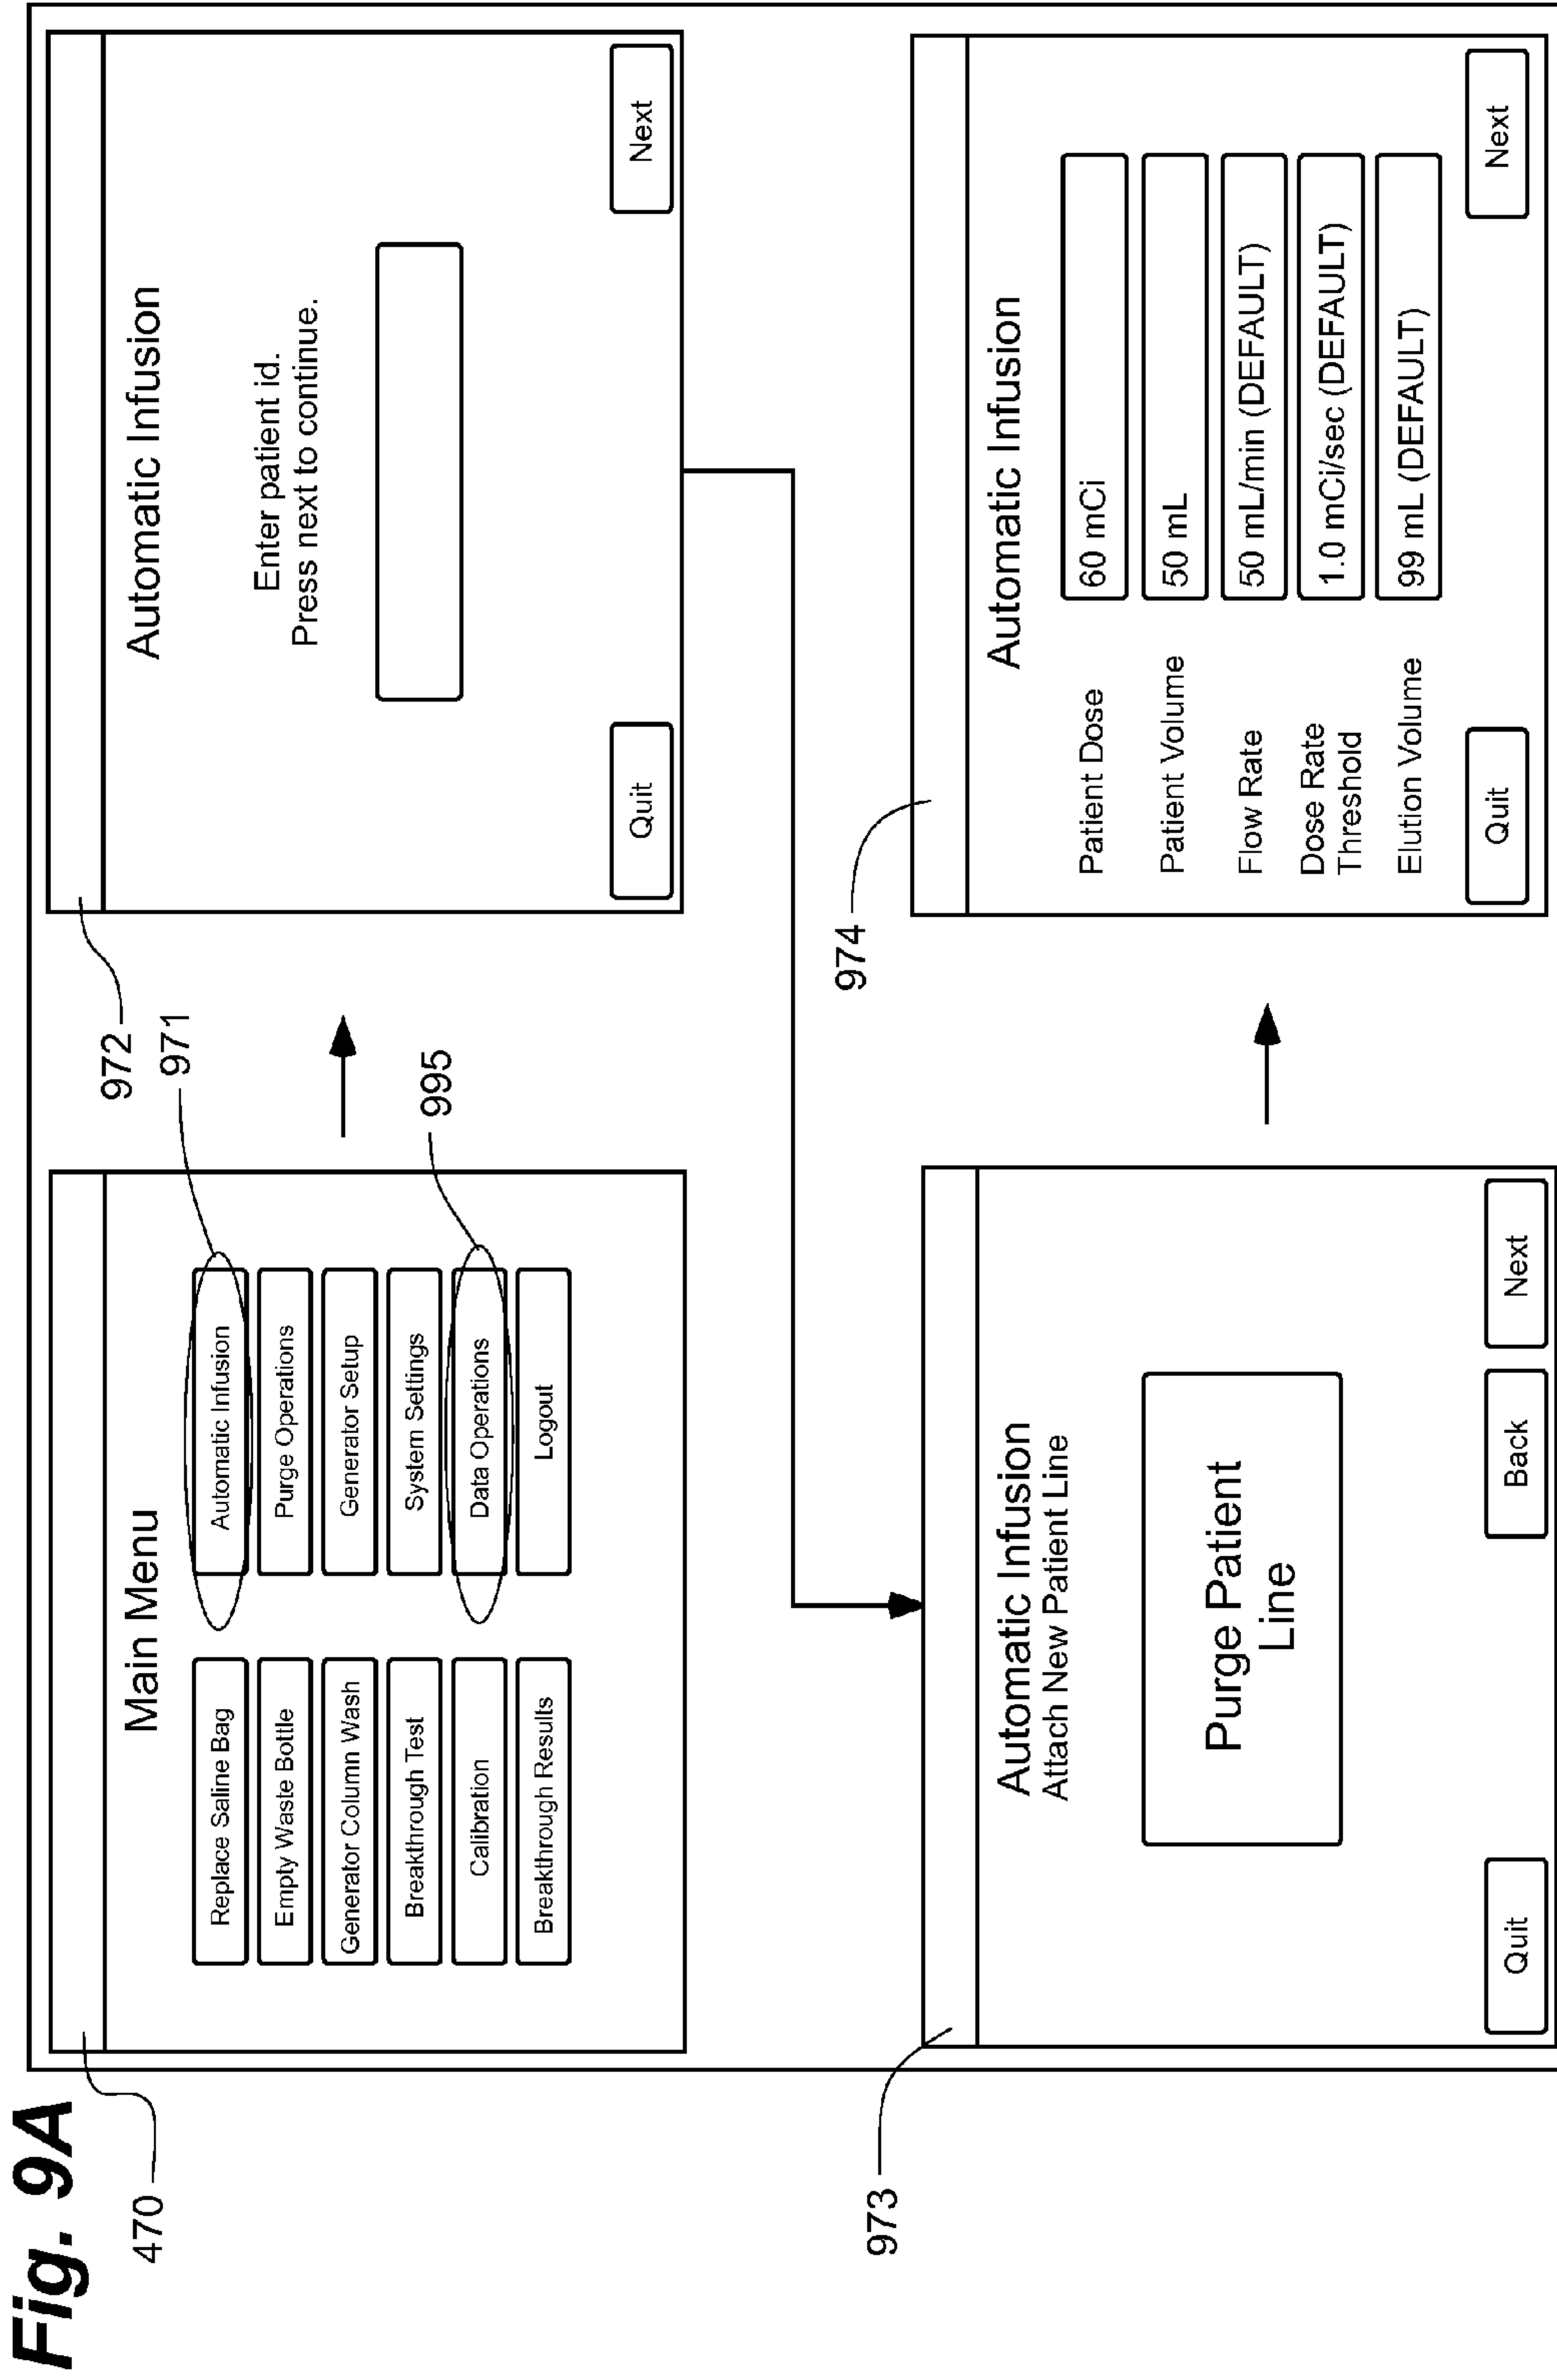 Fig. 9A
470
Main Menu
Replace Saline Bag
Empty Waste Bottle
Generator Column Wash
Breakthrough Test
Calibration
Breakthrough Results
Automatic Infusion
Purge Operations
Generator Setup
System Settings
Data Operations
Logout
971
995
972
Automatic Infusion
Enter patient id.
Press next to continue.
Quit
Next
973
Automatic Infusion
Attach New Patient Line
Purge Patient
Line
Quit
Back
Next
974
Automatic Infusion
Patient Dose
60 mCi
Patient Volume
50 mL
Flow Rate
50 mL/min (DEFAULT)
Dose Rate
Threshold
1.0 mCi/sec (DEFAULT)
Elution Volume
99 mL (DEFAULT)
Quit
Next